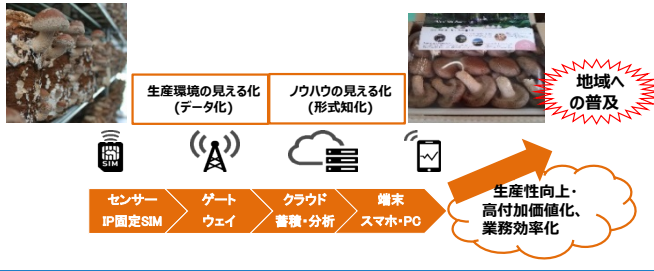 生産環境の見える化
(データ化)
ノウハウの見える化
(形式知化)
地域へ
の普及
SIM
センサー
IP固定SIM
ゲート
ウェイ
クラウド
蓄積・分析
端末
スマホ・PC
生産性向上・
高付加価値化、
業務効率化